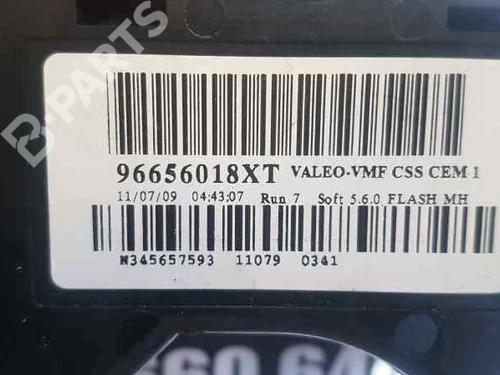 B-PARTS
96656018XT VALEO-VMF CSS CEM 1
11/07/09 04:43:07 Run 7 Soft 5.6.0 FLASH MH
N345657593 11079 0341